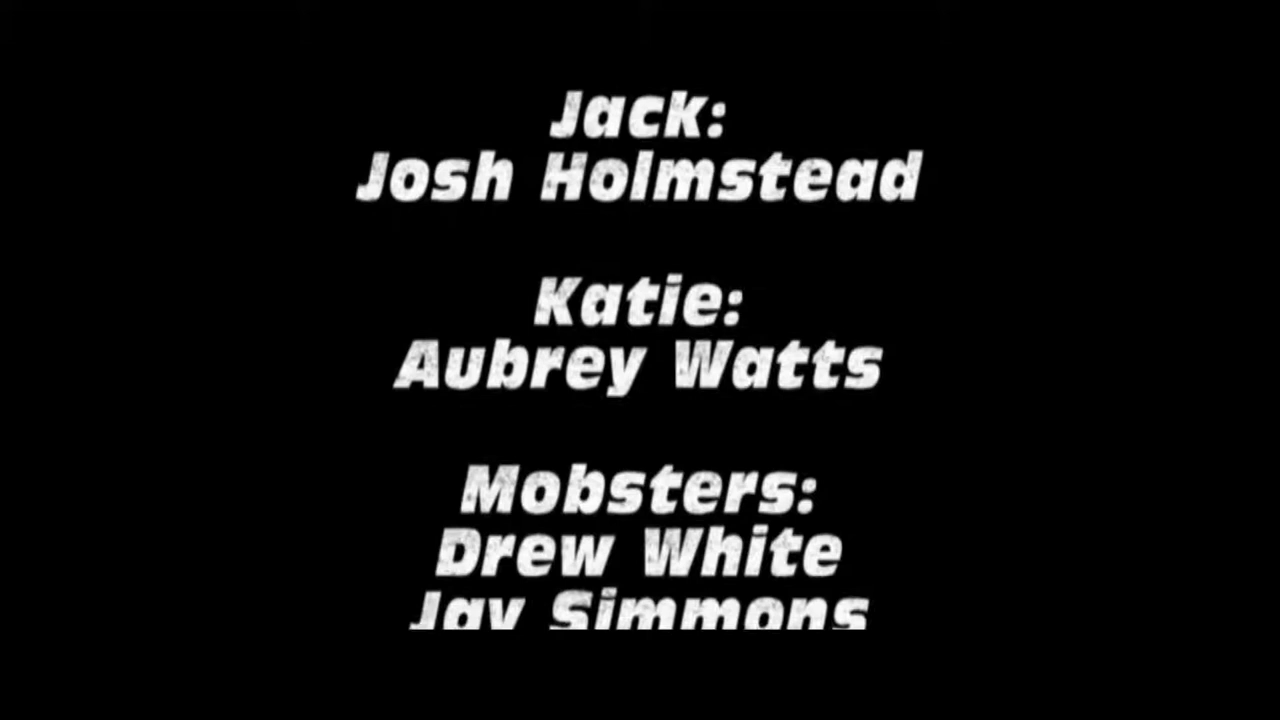 Jack:
Josh Holmstead
Katie:
Aubrey Watts
Mobsters:
Drew White
Jay Simmons